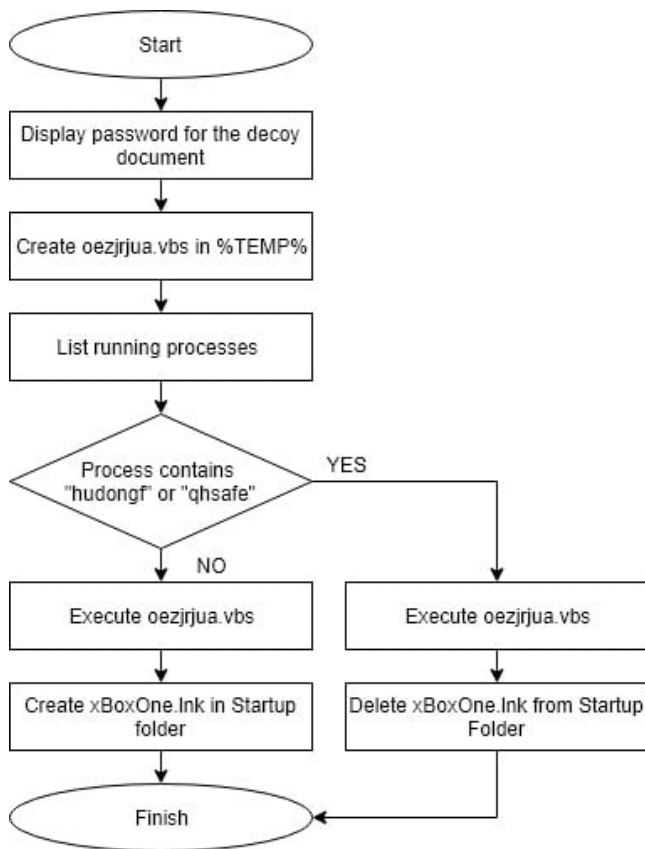 Start
Display password for the decoy
document
Create oezjrjua.vbs in %TEMP%
List running processes
Process contains
"hudongf" or "qhsafe"
YES
NO
Execute oezjrjua.vbs
Execute oezjrjua.vbs
Create xBoxOne.lnk in Startup
folder
Delete xBoxOne.lnk from Startup
Folder
Finish